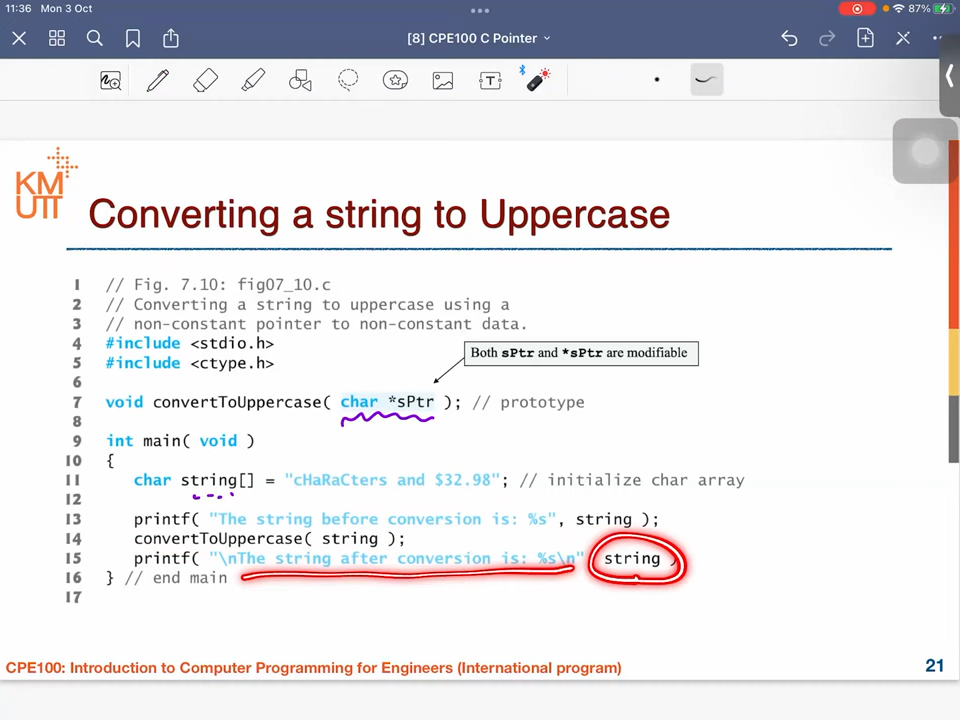 11:36 Mon 3 Oct
87%
[8] CPE100 C Pointer
T
KM
UTT
Converting a string to Uppercase
1 // Fig. 7.10: fig07_10.c
2 // Converting a string to uppercase using a
3 // non-constant pointer to non-constant data.
4 #include <stdio.h>
Both sPtr and *sPtr are modifiable
5 #include <ctype.h>
6
7 void convertToUppercase( char *sPtr ); // prototype
8
9 int main( void )
10 {
11 char string[] = "cHaRaCters and $32.98"; // initialize char array
12
13 printf( "The string before conversion is: %s", string );
14 convertToUppercase( string );
15 printf( "\nThe string after conversion is: %s\n" string )
16 } // end main
17
CPE100: Introduction to Computer Programming for Engineers (International program)
21